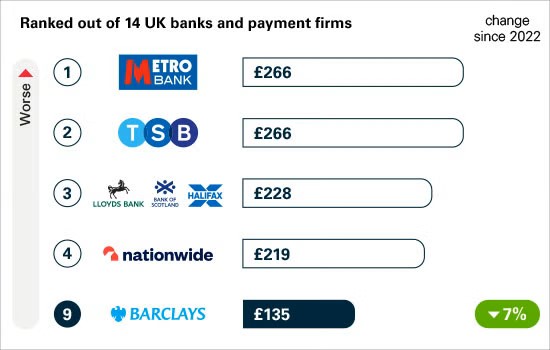 Ranked out of 14 UK banks and payment firms
change
since 2022
Worse
1
METRO
BANK
£266
2
TSB
£266
3
LLOYDS BANK
BANK OF
SCOTLAND
HALIFAX
£228
4
nationwide
£219
9
BARCLAYS
£135
7%